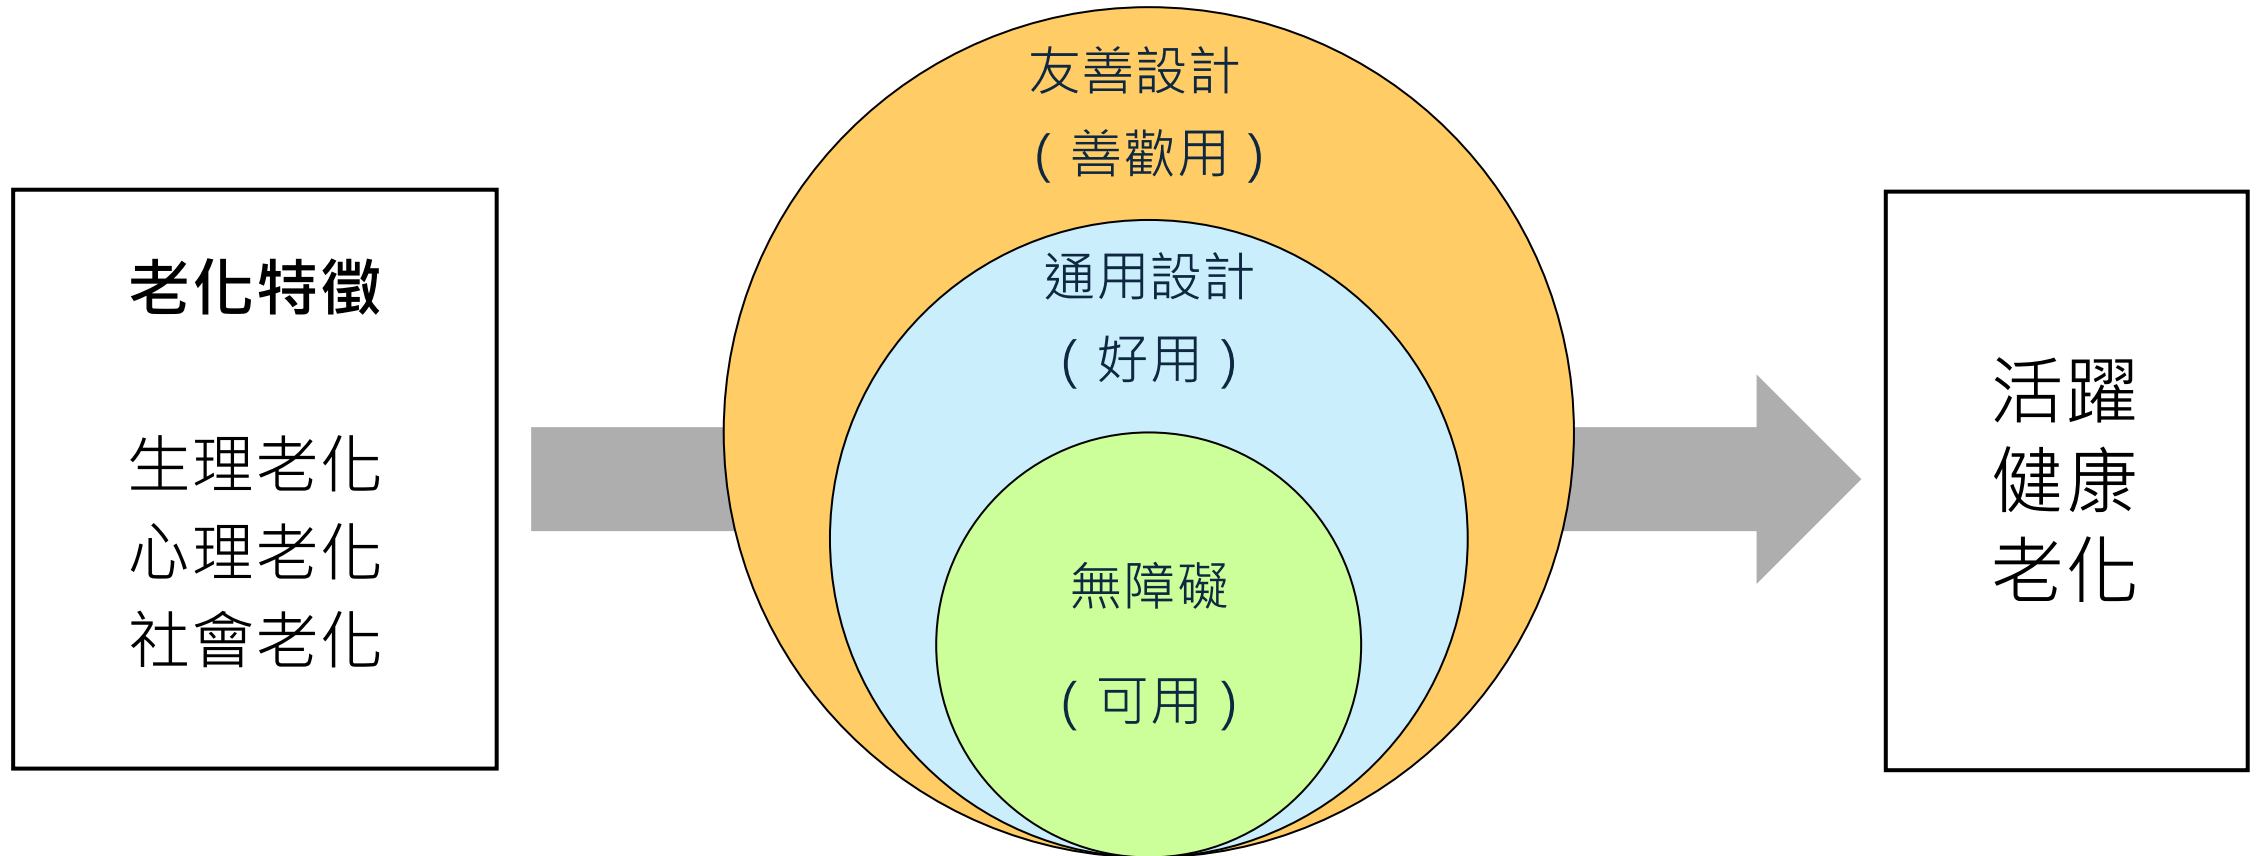 老化特徵
生理老化
心理老化
社會老化
友善設計
( 善歡用 )
通用設計
( 好用 )
無障礙
( 可用 )
活躍
健康
老化